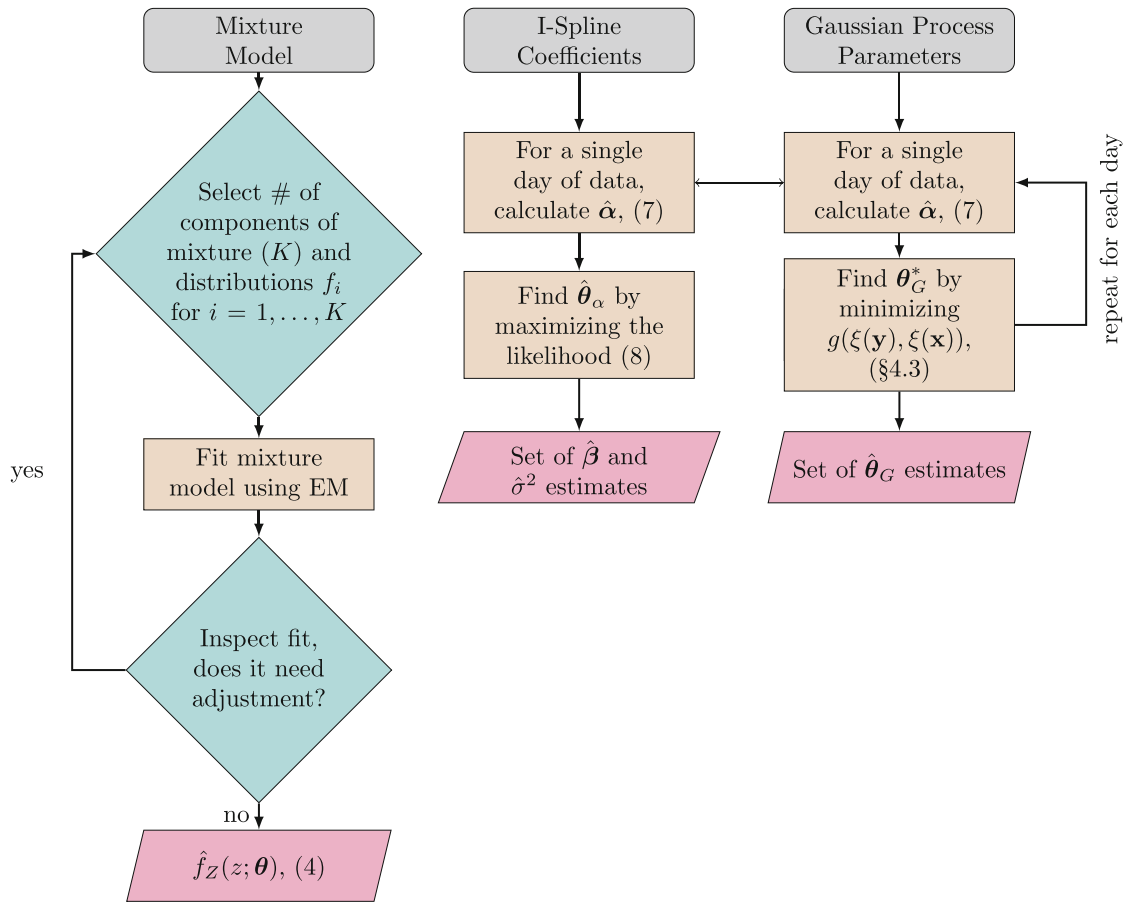 Mixture
Model
Select # of
components of
mixture (K) and
distributions f_i
for i = 1, . . . , K
Fit mixture
model using EM
yes
Inspect fit,
does it need
adjustment?
no
f̂_Z(z; θ), (4)
I-Spline
Coefficients
For a single
day of data,
calculate α̂, (7)
Find θ̂_α by
maximizing the
likelihood (8)
Set of β̂ and
σ̂² estimates
Gaussian Process
Parameters
For a single
day of data,
calculate α̂, (7)
Find θ*_G by
minimizing
g(ξ(y), ξ(x)),
(§4.3)
repeat for each day
Set of θ̂_G estimates